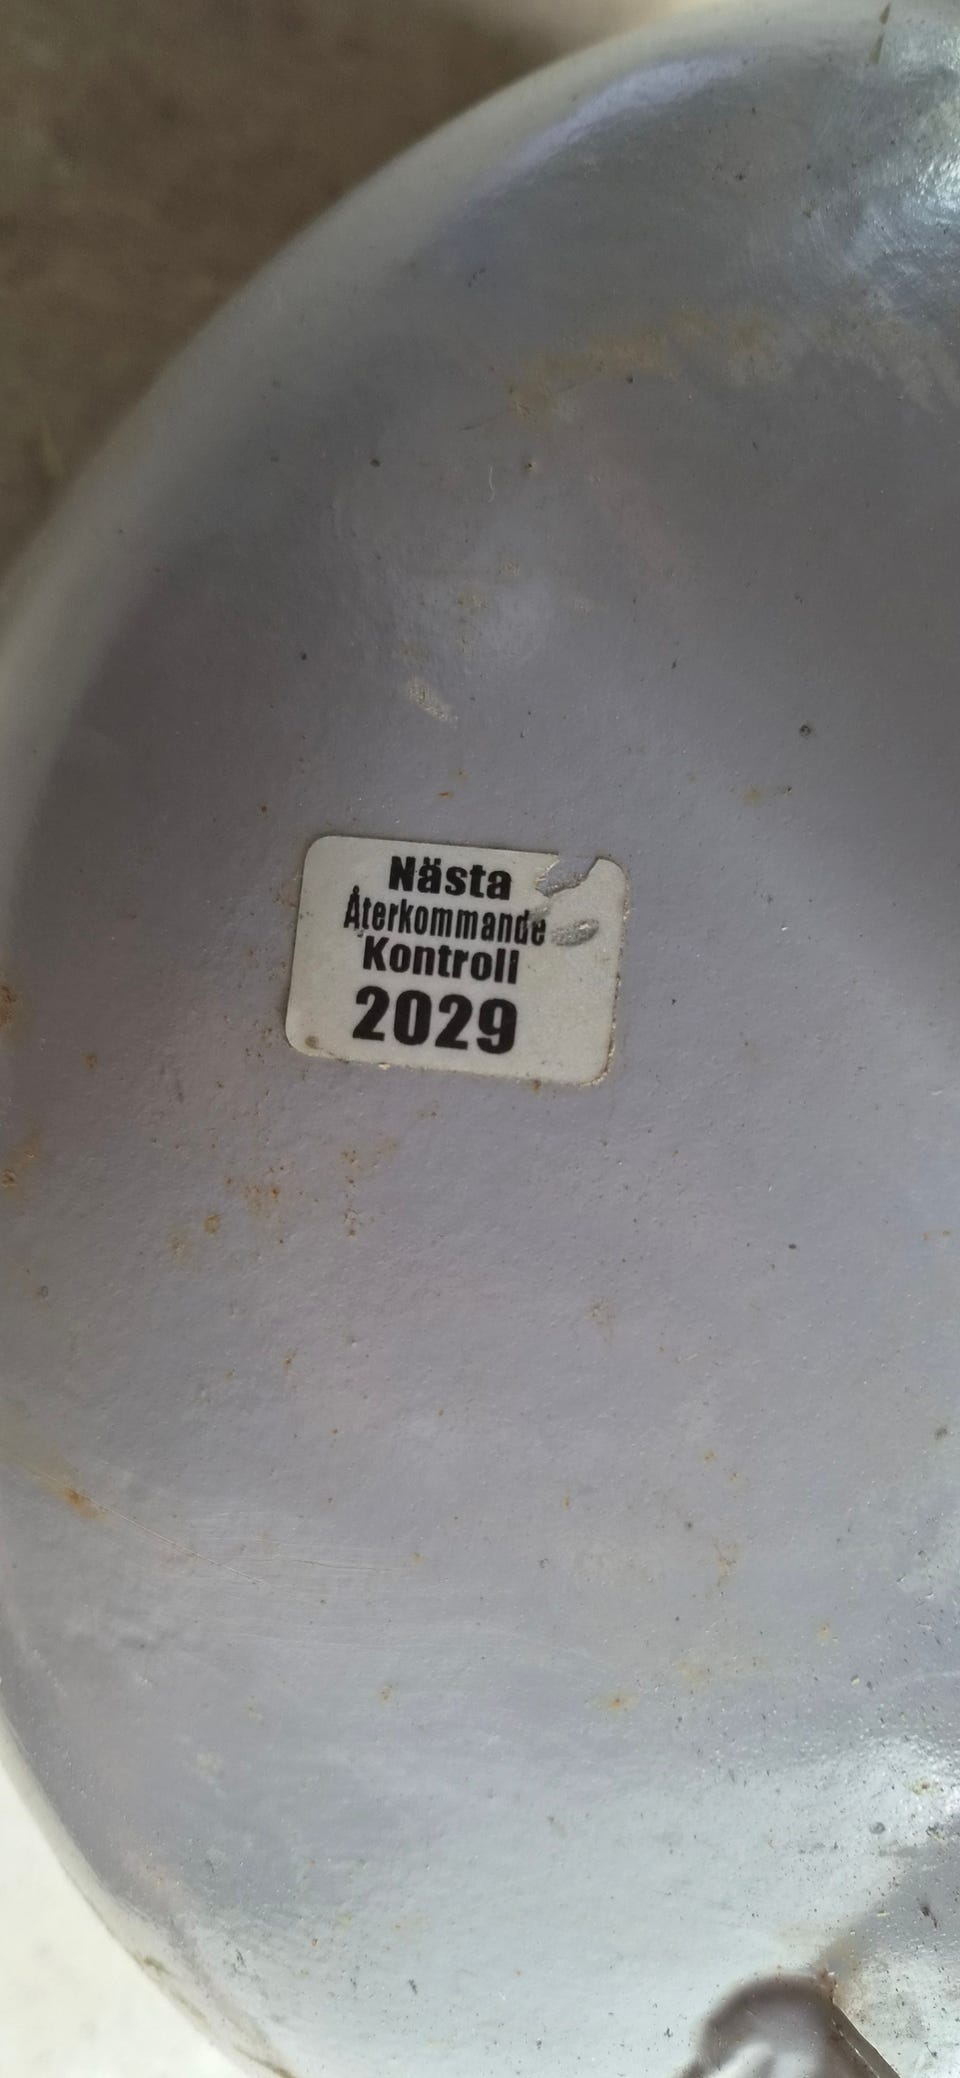 Nästa
Återkommande
Kontroll
2029